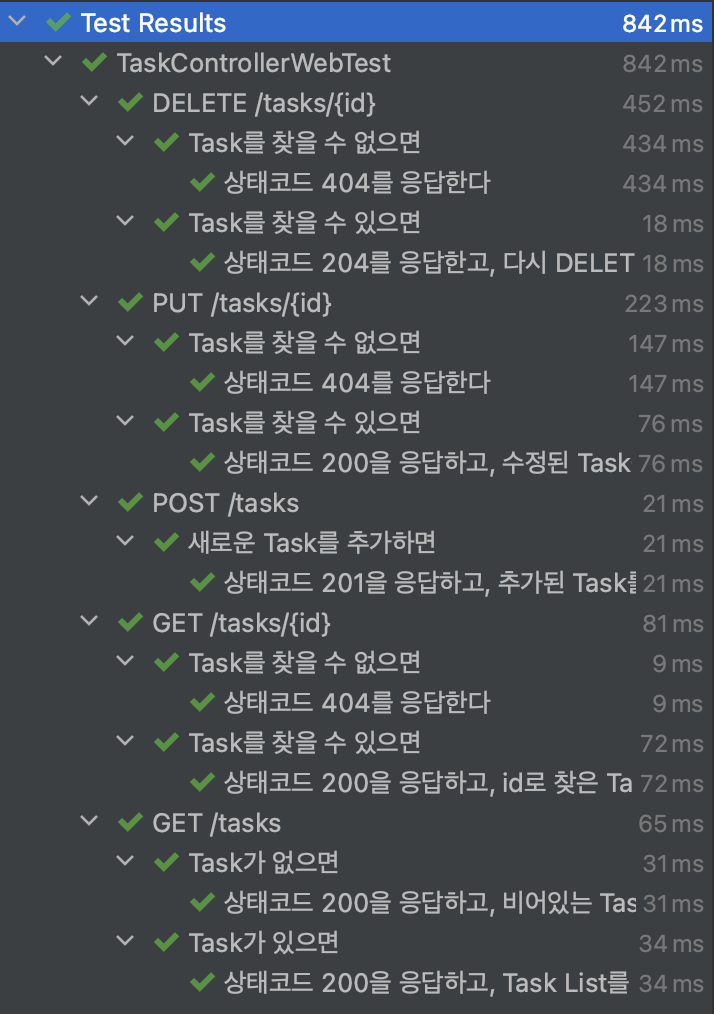 Test Results 842 ms
TaskControllerWebTest 842 ms
DELETE /tasks/{id} 452 ms
Task를 찾을 수 없으면 434 ms
상태코드 404를 응답한다 434 ms
Task를 찾을 수 있으면 18 ms
상태코드 204를 응답한고, 다시 DELET 18 ms
PUT /tasks/{id} 223 ms
Task를 찾을 수 없으면 147 ms
상태코드 404를 응답한다 147 ms
Task를 찾을 수 있으면 76 ms
상태코드 200을 응답하고, 수정된 Task 76 ms
POST /tasks 21 ms
새로운 Task를 추가하면 21 ms
상태코드 201을 응답하고, 추가된 Task를 21 ms
GET /tasks/{id} 81 ms
Task를 찾을 수 없으면 9 ms
상태코드 404를 응답한다 9 ms
Task를 찾을 수 있으면 72 ms
상태코드 200을 응답하고, id로 찾은 Ta 72 ms
GET /tasks 65 ms
Task가 없으면 31 ms
상태코드 200을 응답하고, 비어있는 Tas 31 ms
Task가 있으면 34 ms
상태코드 200을 응답하고, Task List를 34 ms